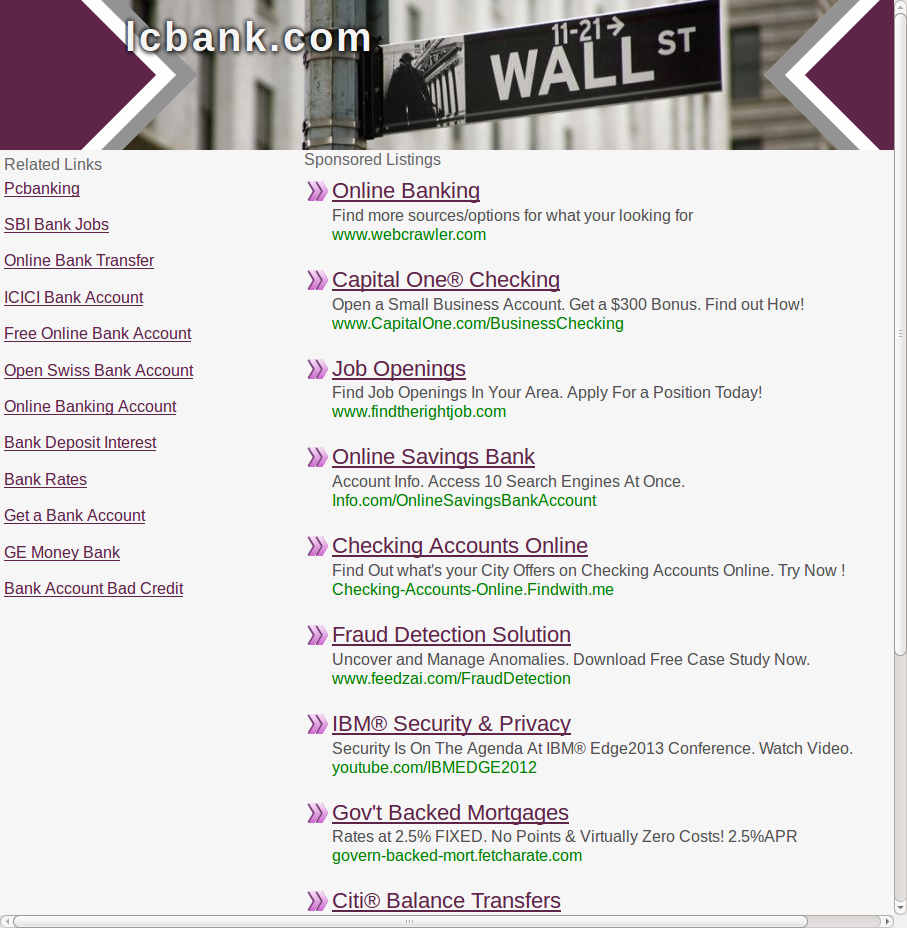 lcbank.com
11-21→
WALL ST
Related Links
Pcbanking
SBI Bank Jobs
Online Bank Transfer
ICICI Bank Account
Free Online Bank Account
Open Swiss Bank Account
Online Banking Account
Bank Deposit Interest
Bank Rates
Get a Bank Account
GE Money Bank
Bank Account Bad Credit
Sponsored Listings
Online Banking
Find more sources/options for what your looking for
www.webcrawler.com
Capital One® Checking
Open a Small Business Account. Get a $300 Bonus. Find out How!
www.CapitalOne.com/BusinessChecking
Job Openings
Find Job Openings In Your Area. Apply For a Position Today!
www.findtherightjob.com
Online Savings Bank
Account Info. Access 10 Search Engines At Once.
Info.com/OnlineSavingsBankAccount
Checking Accounts Online
Find Out what's your City Offers on Checking Accounts Online. Try Now !
Checking-Accounts-Online.Findwith.me
Fraud Detection Solution
Uncover and Manage Anomalies. Download Free Case Study Now.
www.feedzai.com/FraudDetection
IBM® Security & Privacy
Security Is On The Agenda At IBM® Edge2013 Conference. Watch Video.
youtube.com/IBMEDGE2012
Gov't Backed Mortgages
Rates at 2.5% FIXED. No Points & Virtually Zero Costs! 2.5%APR
govern-backed-mort.fetcharate.com
Citi® Balance Transfers